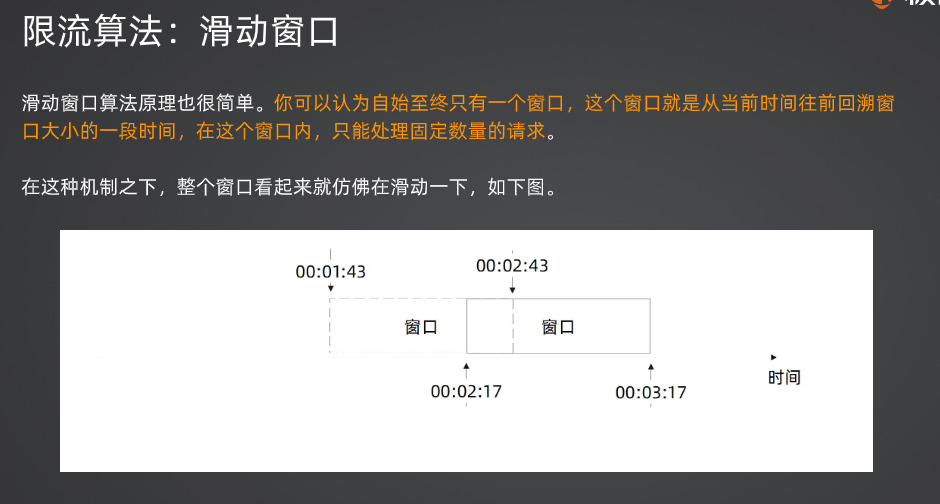 限流算法：滑动窗口
滑动窗口算法原理也很简单。你可以认为自始至终只有一个窗口，这个窗口就是从当前时间往前回溯窗
口大小的一段时间，在这个窗口内，只能处理固定数量的请求。
在这种机制之下，整个窗口看起来就仿佛在滑动一下，如下图。
00:01:43
00:02:43
窗口
窗口
00:02:17
00:03:17
时间